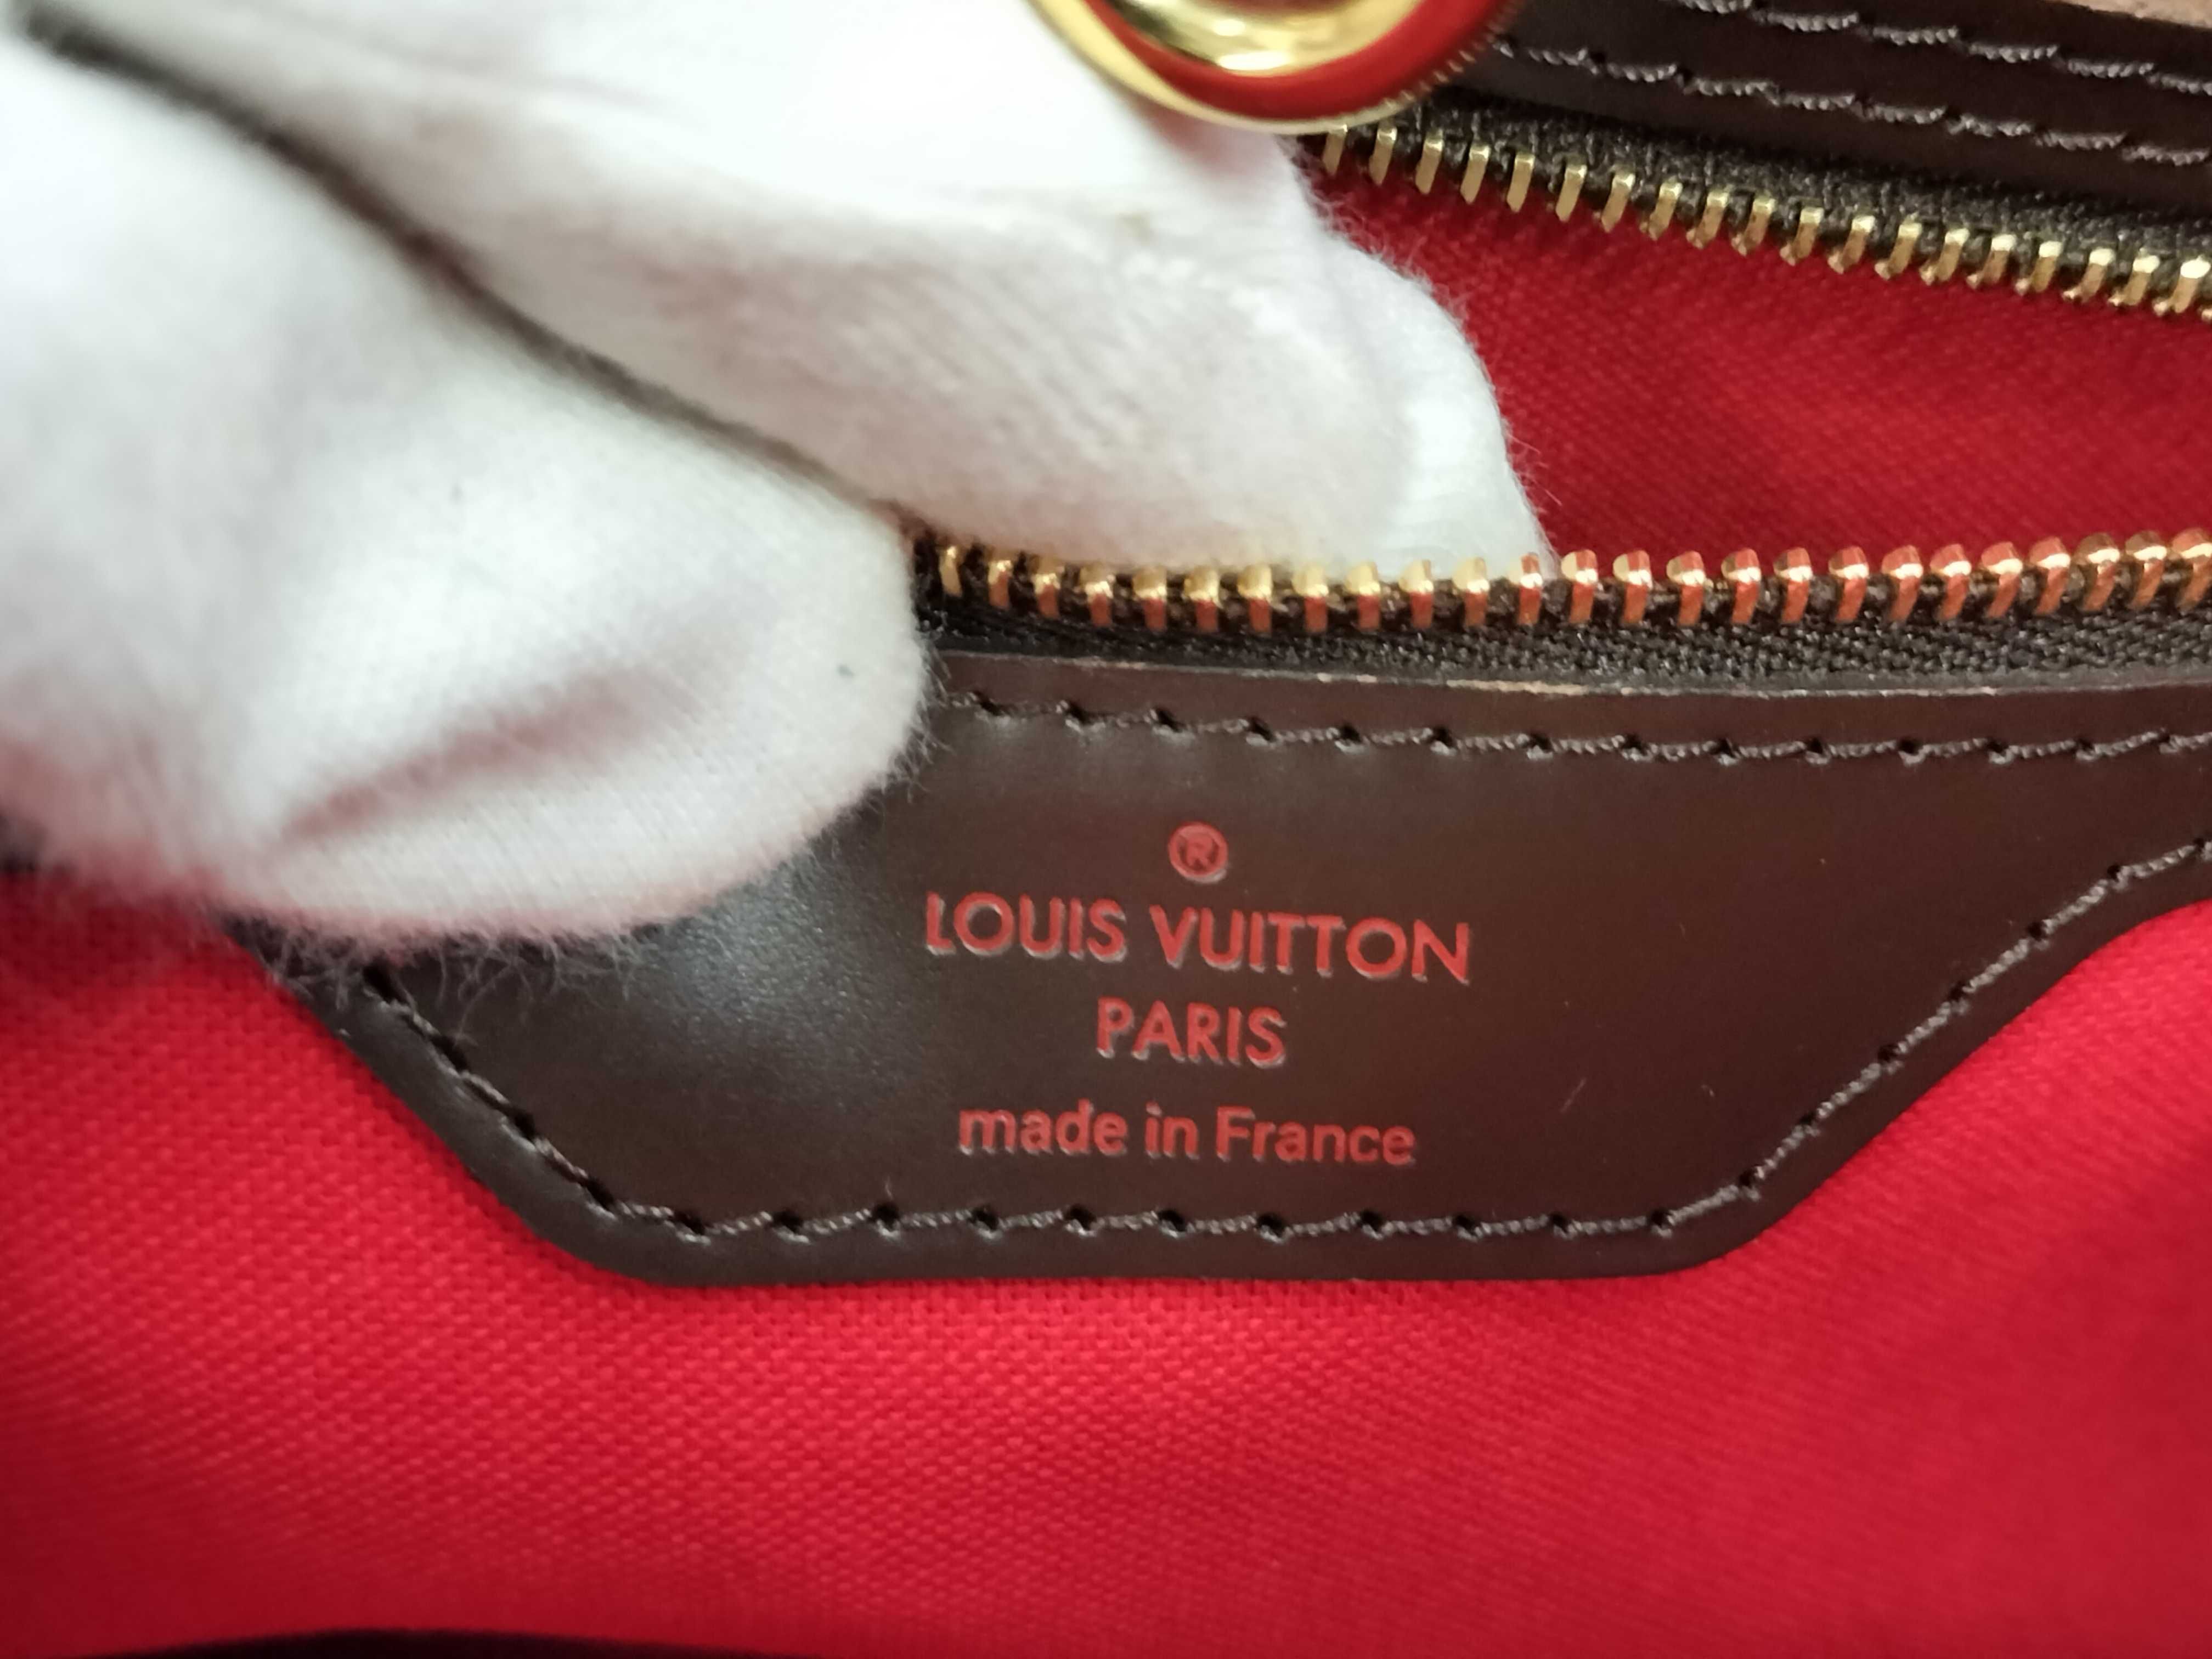 ®
LOUIS VUITTON
PARIS
made in France